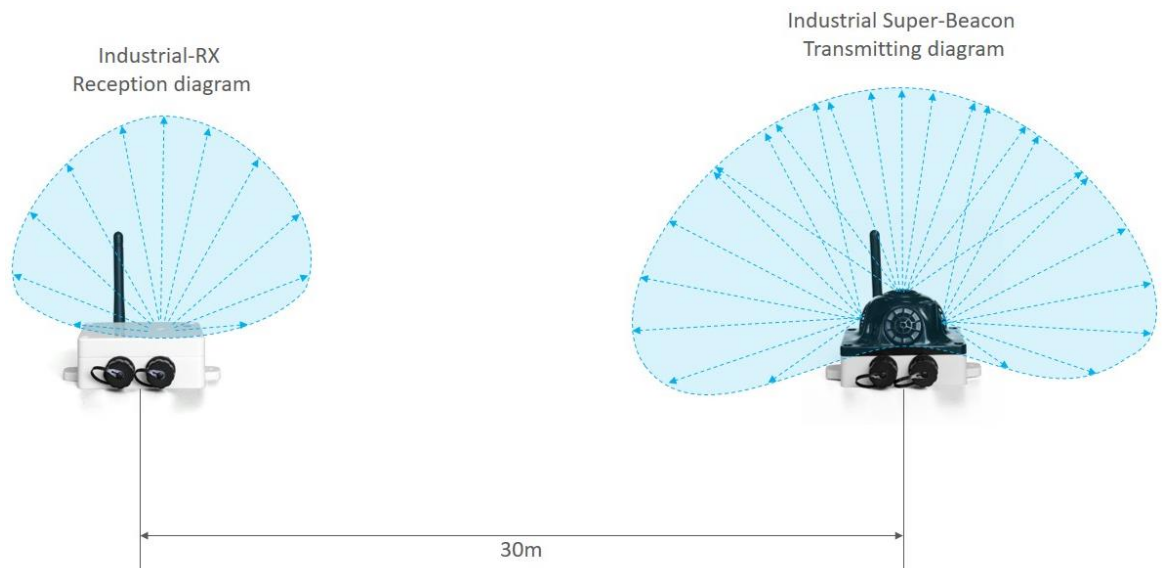 Industrial-RX
Reception diagram
Industrial Super-Beacon
Transmitting diagram
30m